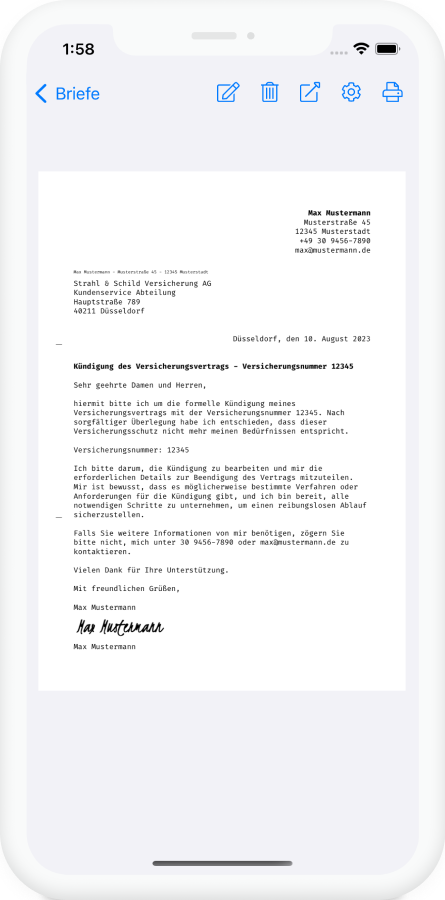 1:58
Briefe
Max Mustermann
Musterstraße 45
12345 Musterstadt
+49 30 9456-7890
max@mustermann.de
Max Mustermann - Musterstraße 45 - 12345 Musterstadt
Strahl & Schild Versicherung AG
Kundenservice Abteilung
Hauptstraße 789
40211 Düsseldorf
Düsseldorf, den 10. August 2023
Kündigung des Versicherungsvertrags - Versicherungsnummer 12345
Sehr geehrte Damen und Herren,
hiermit bitte ich um die formelle Kündigung meines
Versicherungsvertrags mit der Versicherungsnummer 12345. Nach
sorgfältiger Überlegung habe ich entschieden, dass dieser
Versicherungsschutz nicht mehr meinen Bedürfnissen entspricht.
Versicherungsnummer: 12345
Ich bitte darum, die Kündigung zu bearbeiten und mir die
erforderlichen Details zur Beendigung des Vertrags mitzuteilen.
Mir ist bewusst, dass es möglicherweise bestimmte Verfahren oder
Anforderungen für die Kündigung gibt, und ich bin bereit, alle
notwendigen Schritte zu unternehmen, um einen reibungslosen Ablauf
sicherzustellen.
Falls Sie weitere Informationen von mir benötigen, zögern Sie
bitte nicht, mich unter 30 9456-7890 oder max@mustermann.de zu
kontaktieren.
Vielen Dank für Ihre Unterstützung.
Mit freundlichen Grüßen,
Max Mustermann
Max Mustermann
Max Mustermann